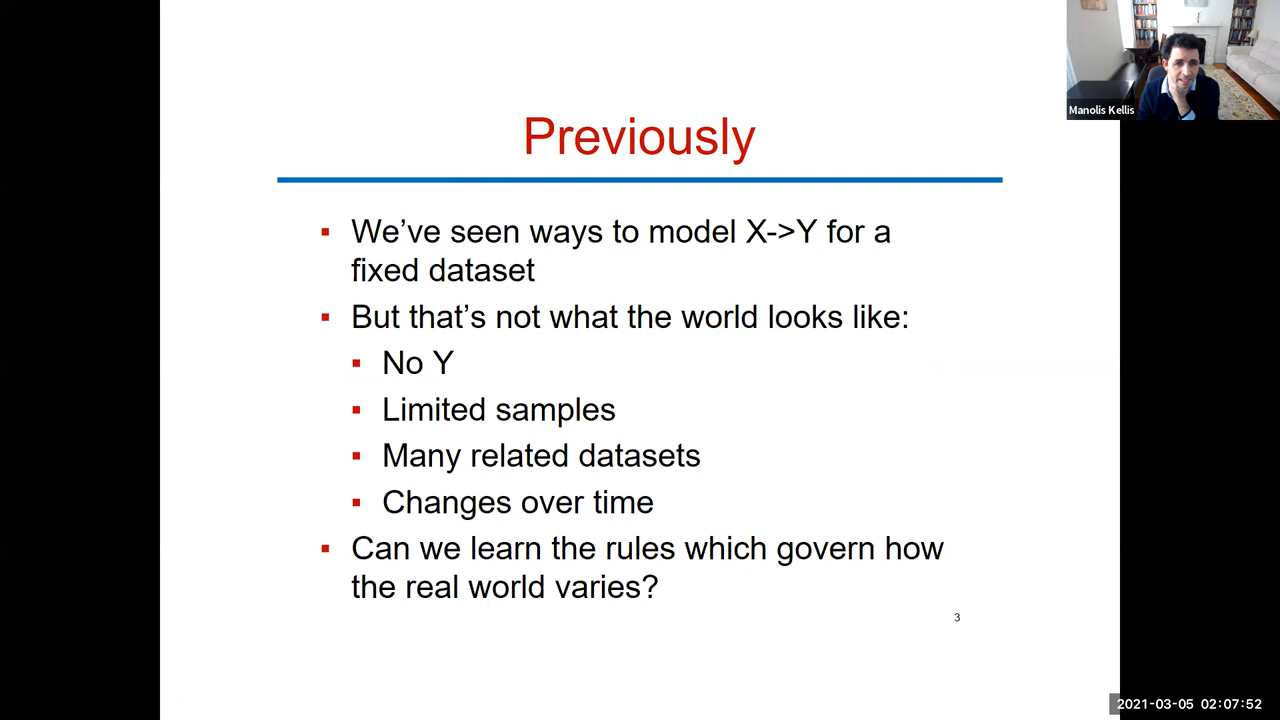 Manolis Kellis
Previously
▪ We've seen ways to model X->Y for a
fixed dataset
▪ But that's not what the world looks like:
▪ No Y
▪ Limited samples
▪ Many related datasets
▪ Changes over time
▪ Can we learn the rules which govern how
the real world varies?
3
2021-03-05 02:07:52